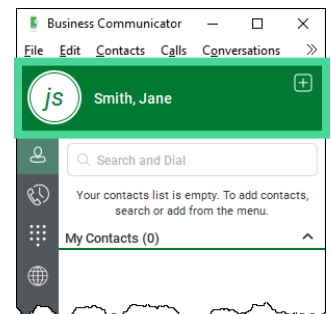 Business Communicator
File Edit Contacts Calls Conversations »
js Smith, Jane
Search and Dial
Your contacts list is empty. To add contacts,
search or add from the menu.
My Contacts (0)